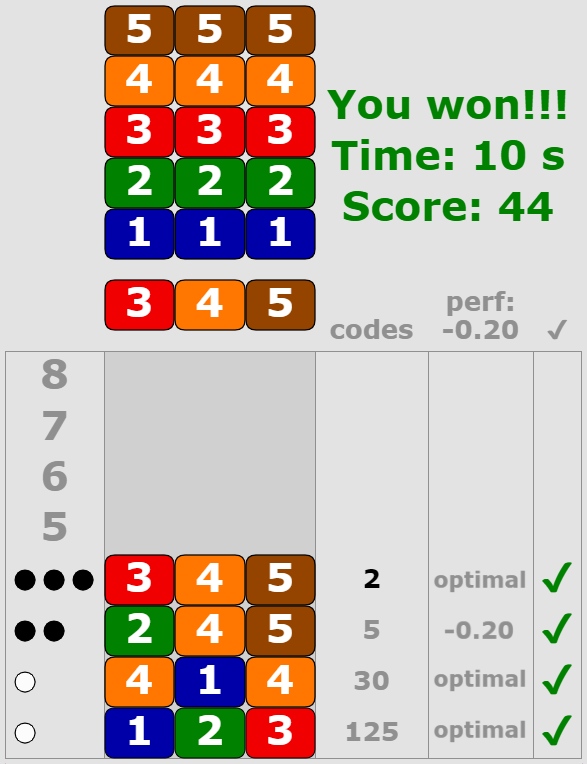 5 5 5
4 4 4
3 3 3
2 2 2
1 1 1
You won!!!
Time: 10 s
Score: 44
3 4 5
codes
perf:
-0.20
✓
8
7
6
5
3 4 5 2 optimal ✓
2 4 5 5 -0.20 ✓
4 1 4 30 optimal ✓
1 2 3 125 optimal ✓